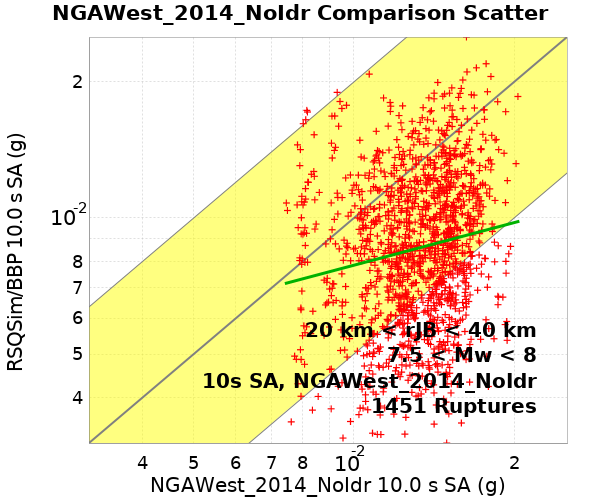 NGAWest_2014_NoIdr Comparison Scatter
RSQSim/BBP 10.0 s SA (g)
2
10-2
8
7
6
5
4
20 km < rJB < 40 km
7.5 < Mw < 8
10s SA, NGAWest_2014_NoIdr
1451 Ruptures
4 5 6 7 8 10-2 2
NGAWest_2014_NoIdr 10.0 s SA (g)